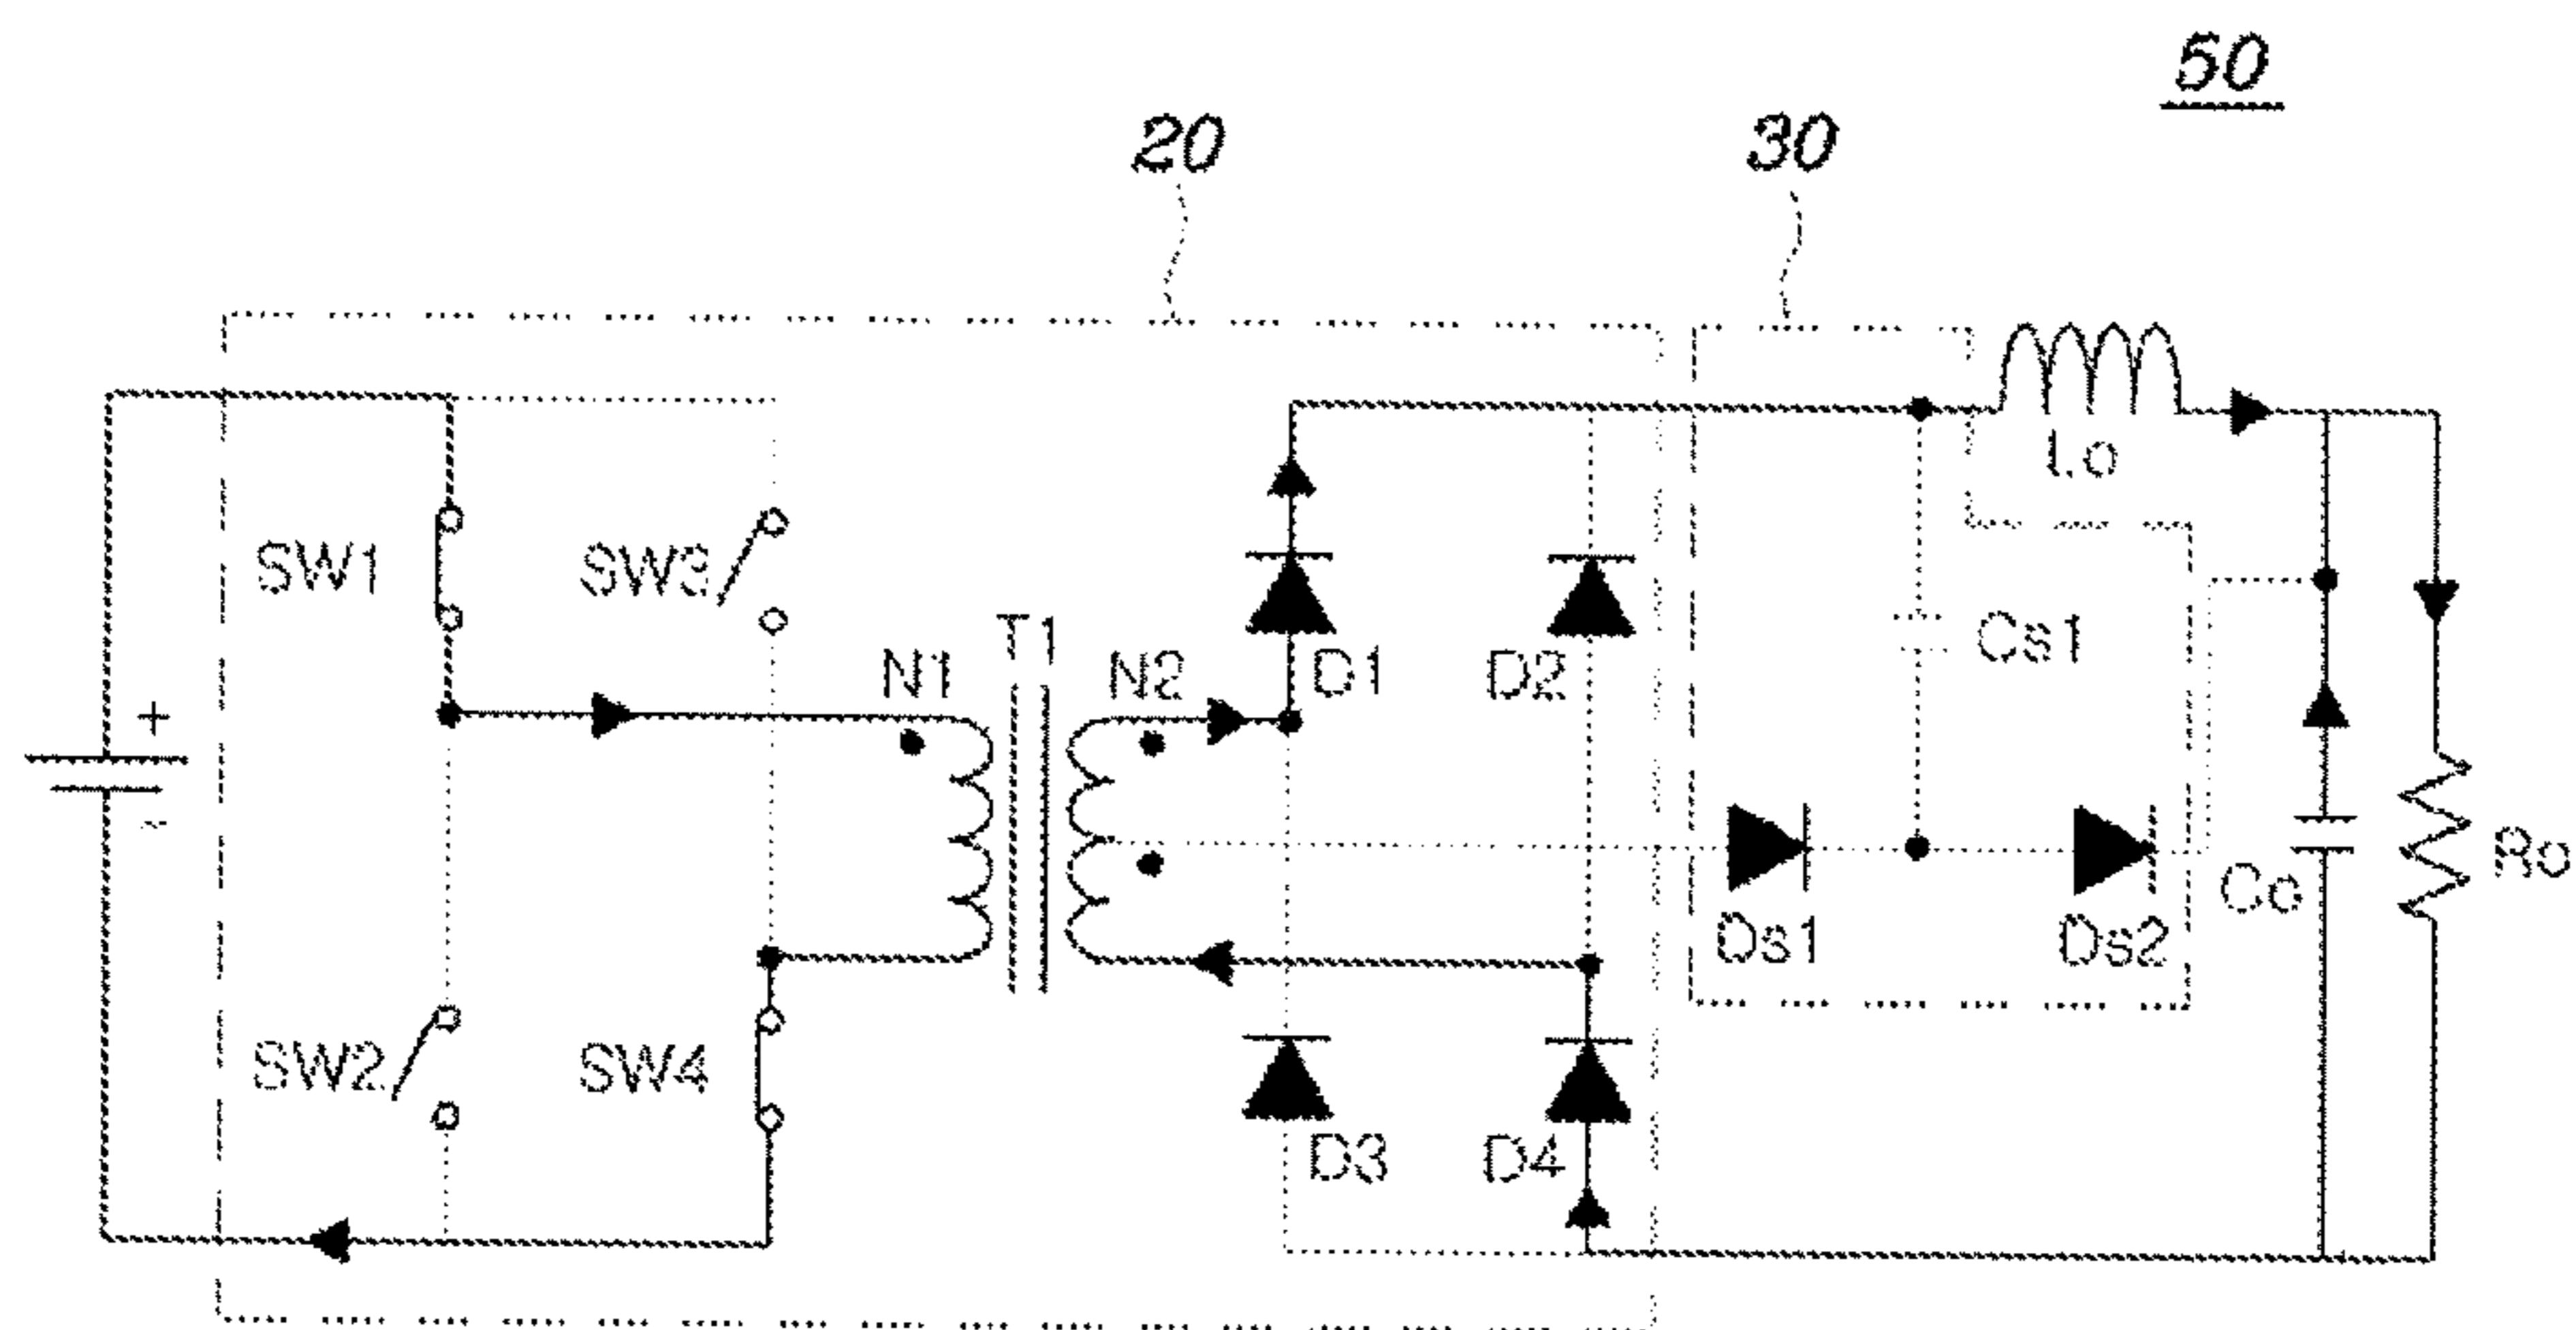 50
20
30
Lo
SW1
SW3
T1
N1
N2
D1
D2
Cs1
+
-
Ds1
Ds2
Co
Ro
SW2
SW4
D3
D4